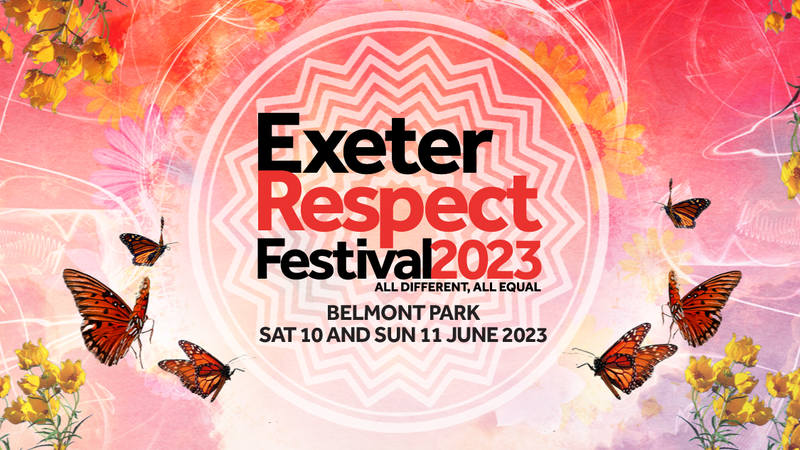 Exeter
Respect
Festival2023
ALL DIFFERENT, ALL EQUAL
BELMONT PARK
SAT 10 AND SUN 11 JUNE 2023